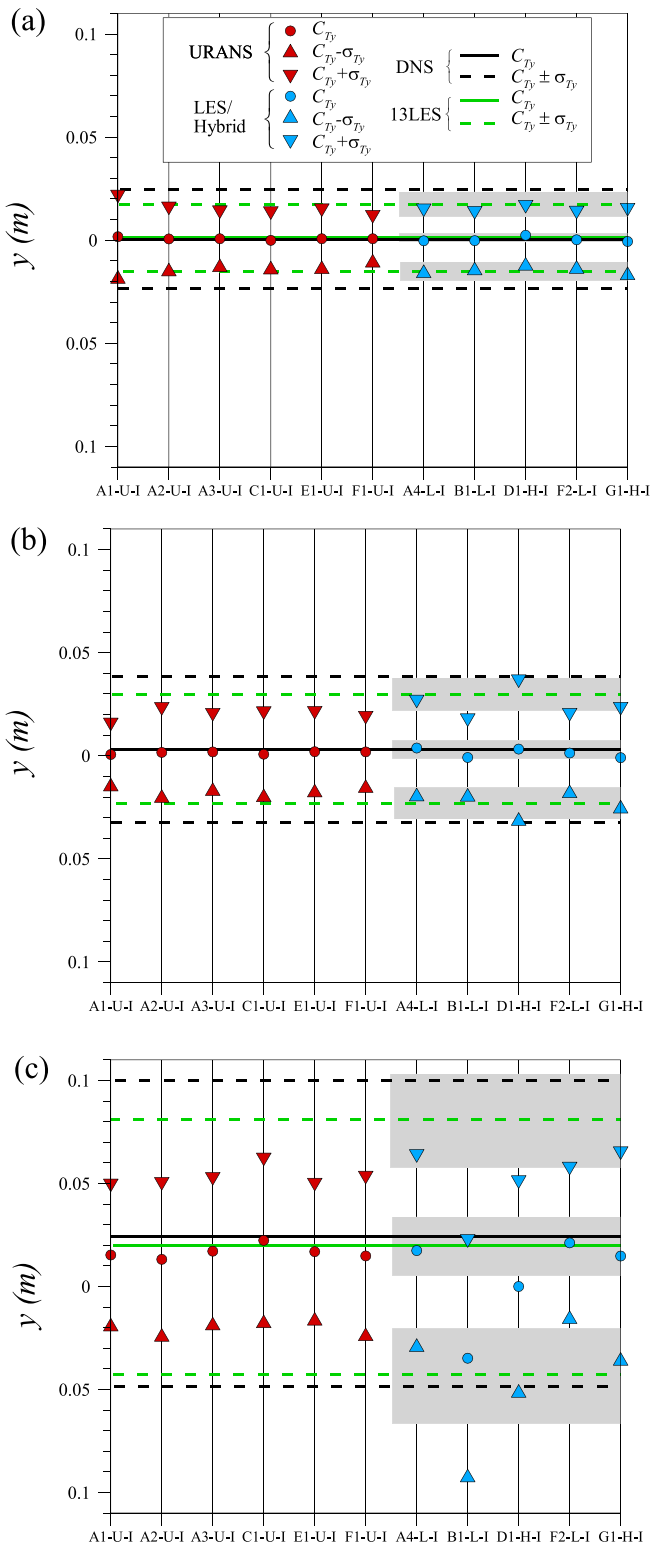 (a)
0.1
0.05
0
0.05
0.1
y (m)
URANS
C_Ty
C_Ty-σ_Ty
C_Ty+σ_Ty
LES/
Hybrid
C_Ty
C_Ty-σ_Ty
C_Ty+σ_Ty
DNS
C_Ty
C_Ty ± σ_Ty
13LES
C_Ty
C_Ty ± σ_Ty
A1-U-I A2-U-I A3-U-I C1-U-I E1-U-I F1-U-I A4-L-I B1-L-I D1-H-I F2-L-I G1-H-I
(b)
0.1
0.05
0
0.05
0.1
y (m)
A1-U-I A2-U-I A3-U-I C1-U-I E1-U-I F1-U-I A4-L-I B1-L-I D1-H-I F2-L-I G1-H-I
(c)
0.1
0.05
0
0.05
0.1
y (m)
A1-U-I A2-U-I A3-U-I C1-U-I E1-U-I F1-U-I A4-L-I B1-L-I D1-H-I F2-L-I G1-H-I